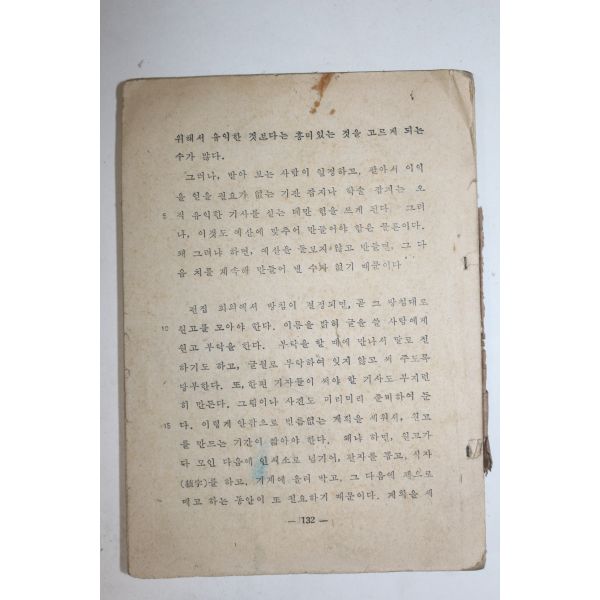 위해서 유익한 것보다는 흥미있는 것을 고르게 되는
수가 많다.
그러나, 받아 보는 사람이 일정하고, 팔아서 이익
을 얻을 필요가 없는 기관 잡지나 학술 잡지는 오
5 직 유익한 기사를 싣는 데만 힘을 쓰게 된다. 그러
나, 이것도 예산에 맞추어 만들어야 함은 물론이다.
왜 그러냐 하면, 예산을 돌보지 않고 만들면, 그 다
음 치를 계속해 만들어 낼 수가 없기 때문이다.
편집 회의에서 방침이 결정되면, 곧 그 방침대로
10 원고를 모아야 한다. 이름을 밝혀 글을 쓸 사람에게
원고 부탁을 한다. 부탁을 할 때에 만나서 말로 전
하기도 하고, 글월로 부탁하여 잊지 않고 써 주도록
당부한다. 또, 한편 기자들이 써야 할 기사도 부지런
히 만든다. 그림이나 사진도 미리미리 준비하여 둔
15 다. 이렇게 안팎으로 빈틈없는 계획을 세워서, 원고
를 만드는 기간이 짧아야 한다. 왜냐 하면, 원고가
다 모인 다음에 인쇄소로 넘기어, 활자를 뽑고, 식자
(植字)를 하고, 기계에 올려 박고, 그 다음에 책으로
매고 하는 동안이 또 필요하기 때문이다. 계획을 세
— 132 —